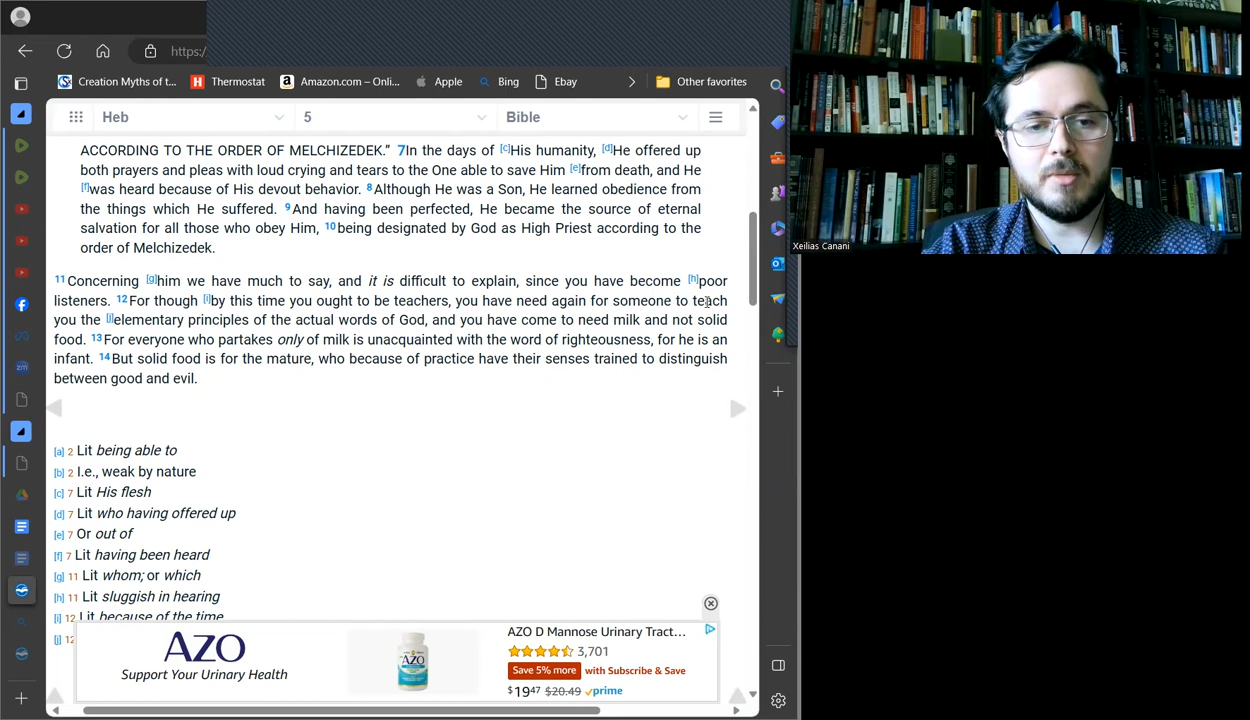 https:/
Creation Myths of t...
Thermostat
Amazon.com – Onli...
Apple
Bing
Ebay
Other favorites
Heb
5
Bible
ACCORDING TO THE ORDER OF MELCHIZEDEK.” 7In the days of [c]His humanity, [d]He offered up
both prayers and pleas with loud crying and tears to the One able to save Him [e]from death, and He
[f]was heard because of His devout behavior. 8Although He was a Son, He learned obedience from
the things which He suffered. 9And having been perfected, He became the source of eternal
salvation for all those who obey Him, 10being designated by God as High Priest according to the
order of Melchizedek.
11Concerning [g]him we have much to say, and it is difficult to explain, since you have become [h]poor
listeners. 12For though [i]by this time you ought to be teachers, you have need again for someone to teach
you the [j]elementary principles of the actual words of God, and you have come to need milk and not solid
food. 13For everyone who partakes only of milk is unacquainted with the word of righteousness, for he is an
infant. 14But solid food is for the mature, who because of practice have their senses trained to distinguish
between good and evil.
[a] 2 Lit being able to
[b] 2 I.e., weak by nature
[c] 7 Lit His flesh
[d] 7 Lit who having offered up
[e] 7 Or out of
[f] 7 Lit having been heard
[g] 11 Lit whom; or which
[h] 11 Lit sluggish in hearing
[i] 12 Lit because of the time
[j] 12
AZO
Support Your Urinary Health
AZO
AZO D Mannose Urinary Tract...
3,701
Save 5% more with Subscribe & Save
$1947 $20.49 prime
Xeilias Canani
zm